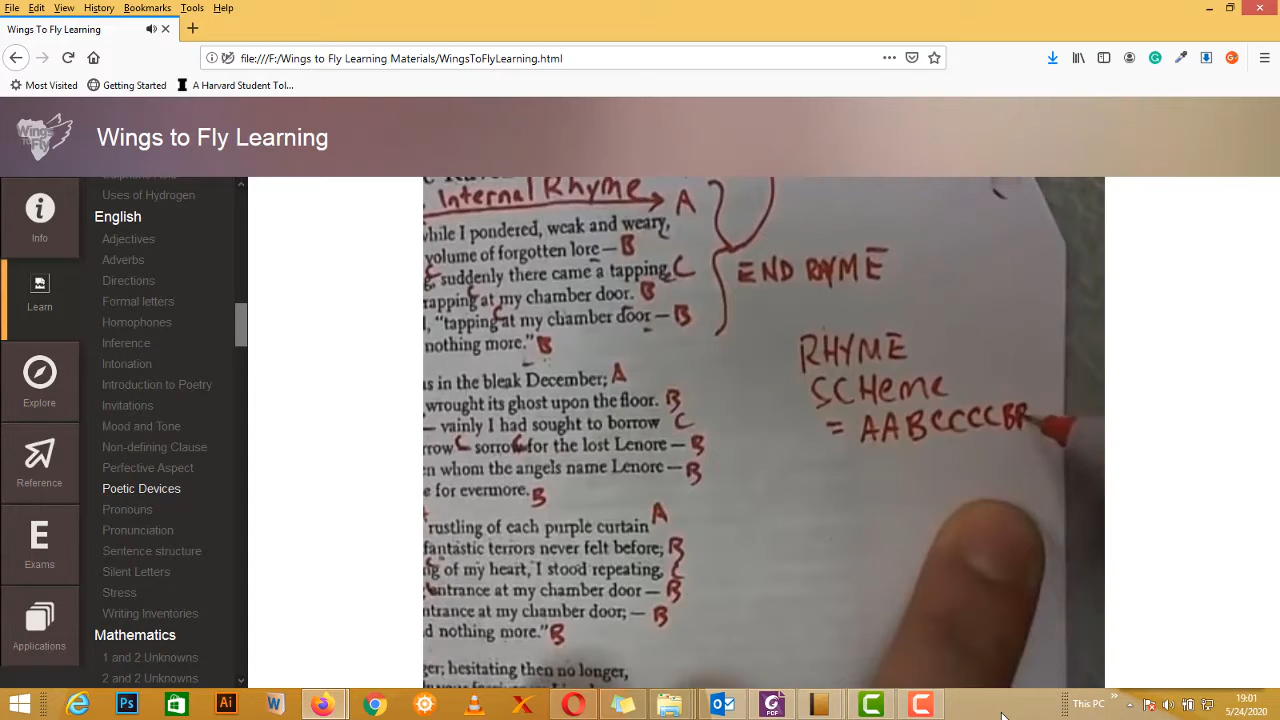 File Edit View History Bookmarks Tools Help
Wings To Fly Learning
file:///F:/Wings to Fly Learning Materials/WingsToFlyLearning.html
Most Visited Getting Started A Harvard Student Tol...
Wings to Fly Learning
Info
Learn
Explore
Reference
Exams
Applications
Uses of Hydrogen
English
Adjectives
Adverbs
Directions
Formal letters
Homophones
Inference
Intonation
Introduction to Poetry
Invitations
Mood and Tone
Non-defining Clause
Perfective Aspect
Poetic Devices
Pronouns
Pronunciation
Sentence structure
Silent Letters
Stress
Writing Inventories
Mathematics
1 and 2 Unknowns
2 and 2 Unknowns
Internal Rhyme A
while I pondered, weak and weary,
volume of forgotten lore — B
suddenly there came a tapping, C
rapping at my chamber door. B
"tapping at my chamber door — B
nothing more." B
END RHYME
RHYME
SCHeme
= AABCCCCBB
as in the bleak December; A
wrought its ghost upon the floor. B
— vainly I had sought to borrow C
sorrow for the lost Lenore — B
whom the angels name Lenore — B
for evermore. B
rustling of each purple curtain A
fantastic terrors never felt before; B
of my heart, I stood repeating, C
entrance at my chamber door — B
entrance at my chamber door; — B
nothing more." B
hesitating then no longer,
This PC
19:01
5/24/2020